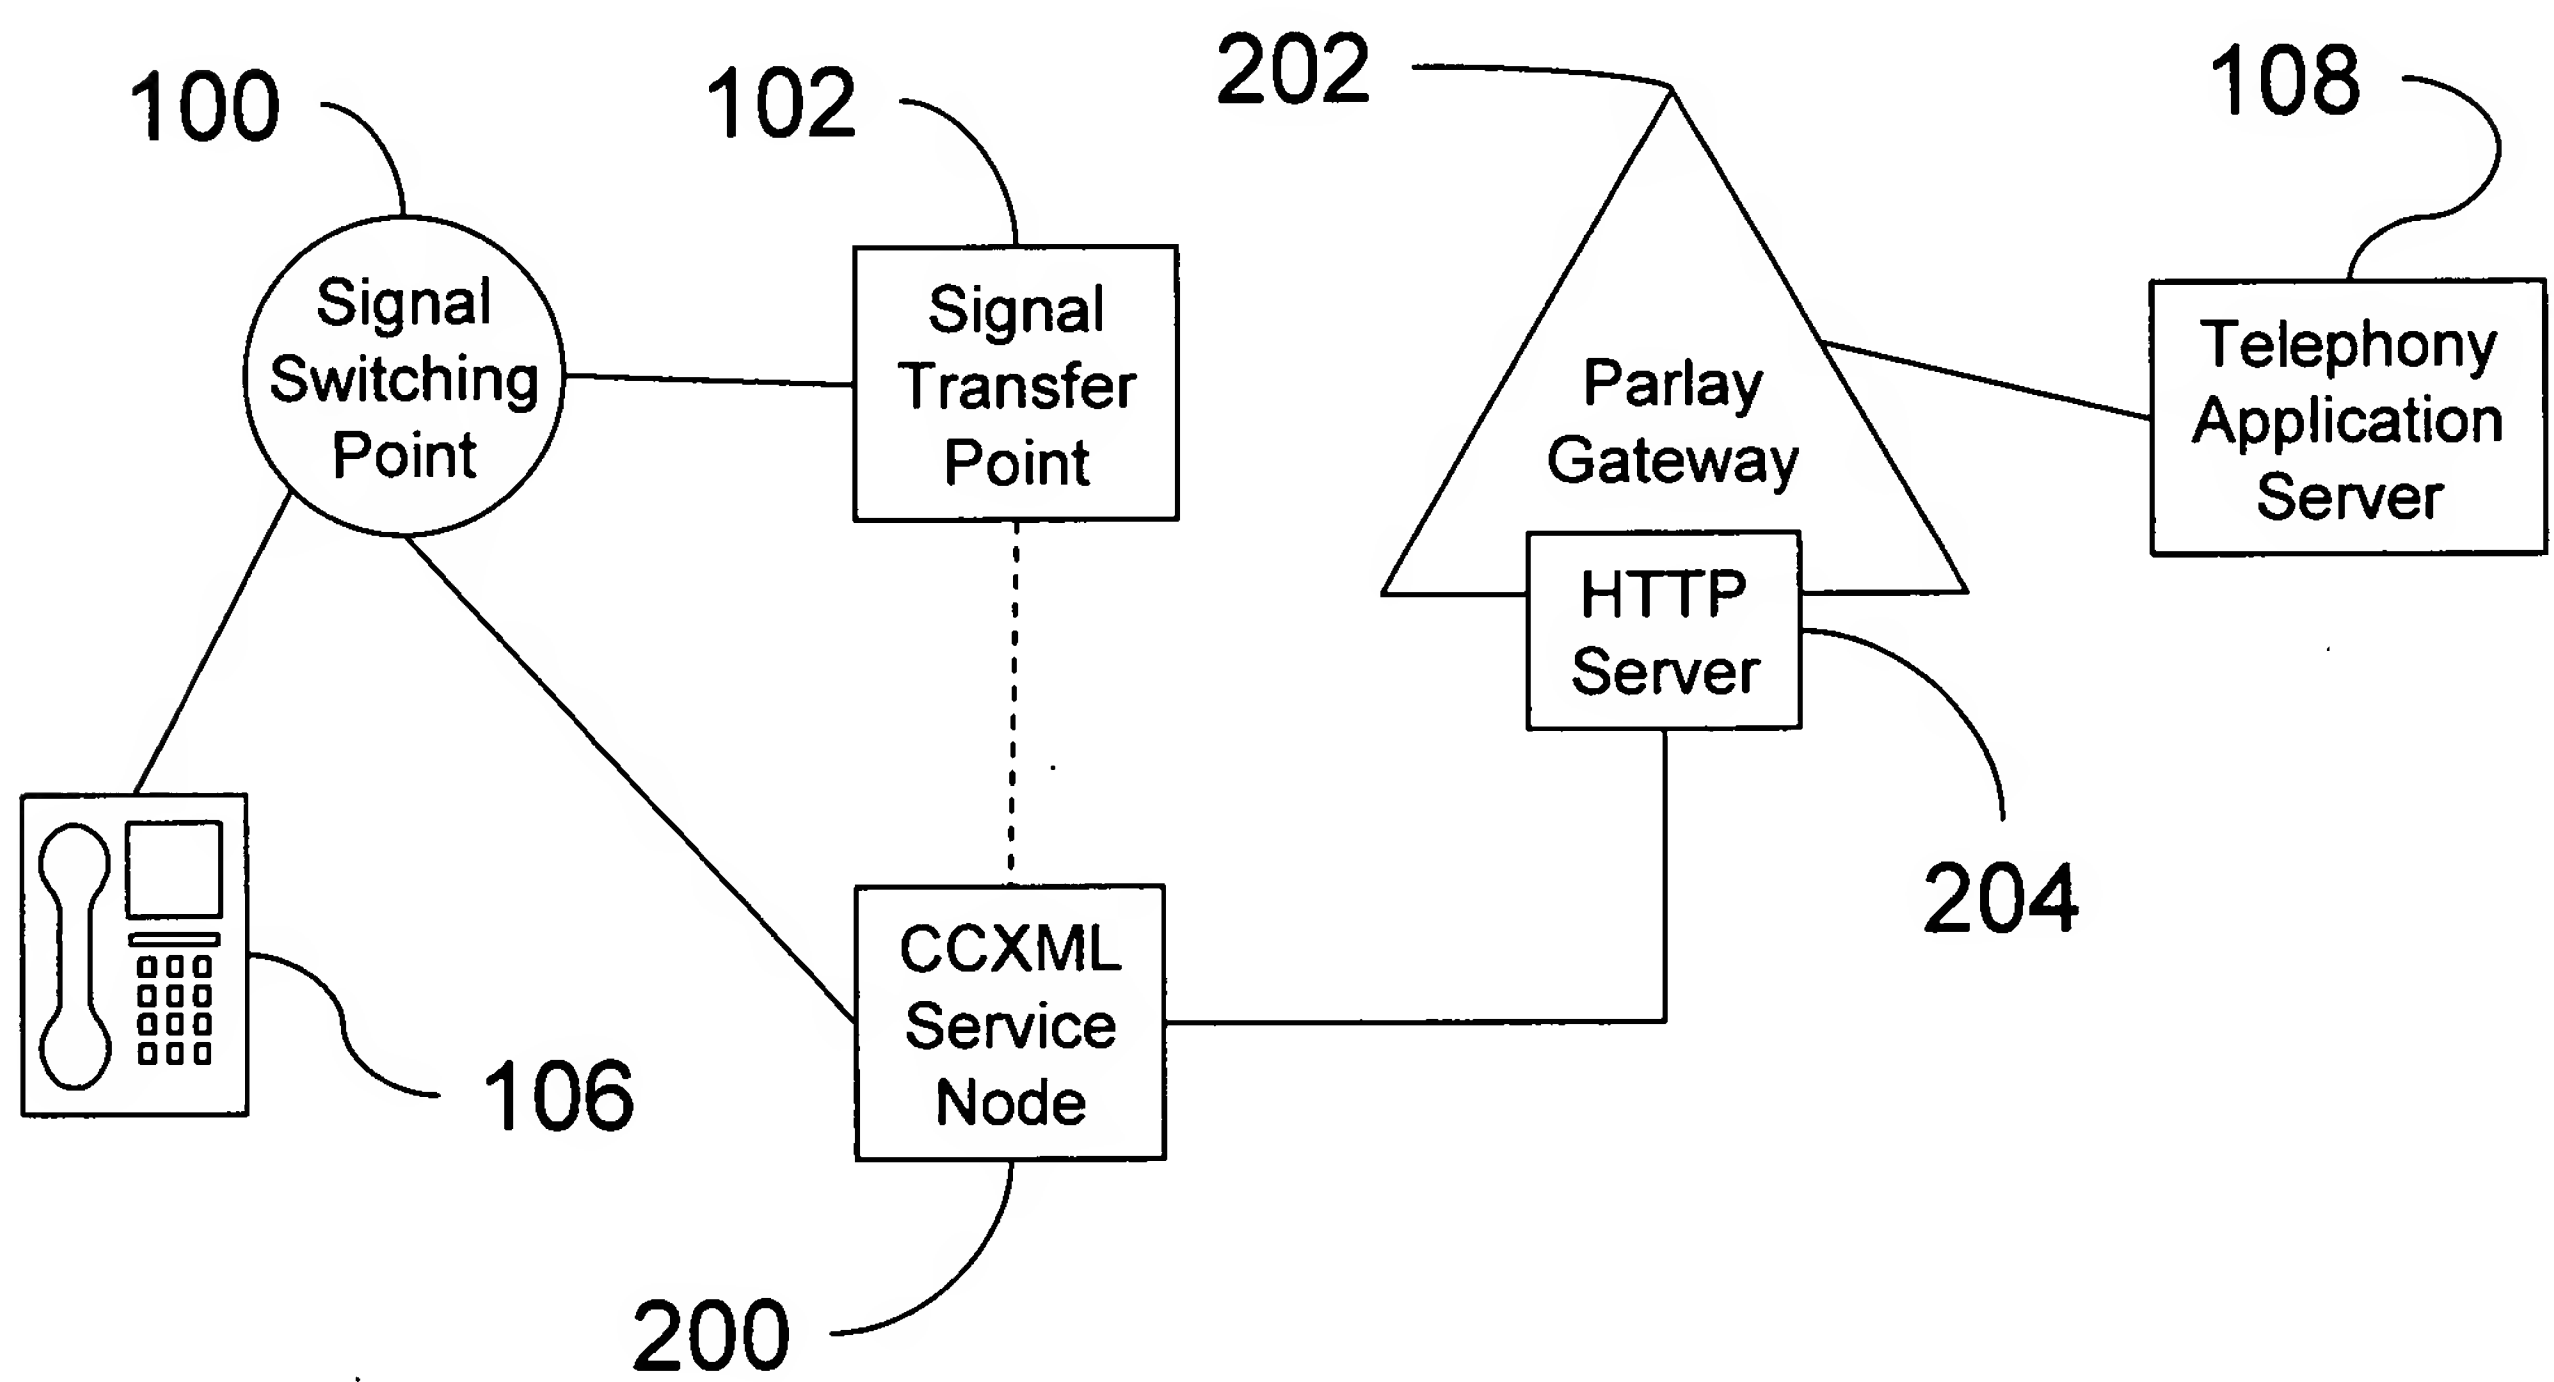 100
102
202
108
Signal
Switching
Point
Signal
Transfer
Point
Parlay
Gateway
Telephony
Application
Server
HTTP
Server
204
106
CCXML
Service
Node
200